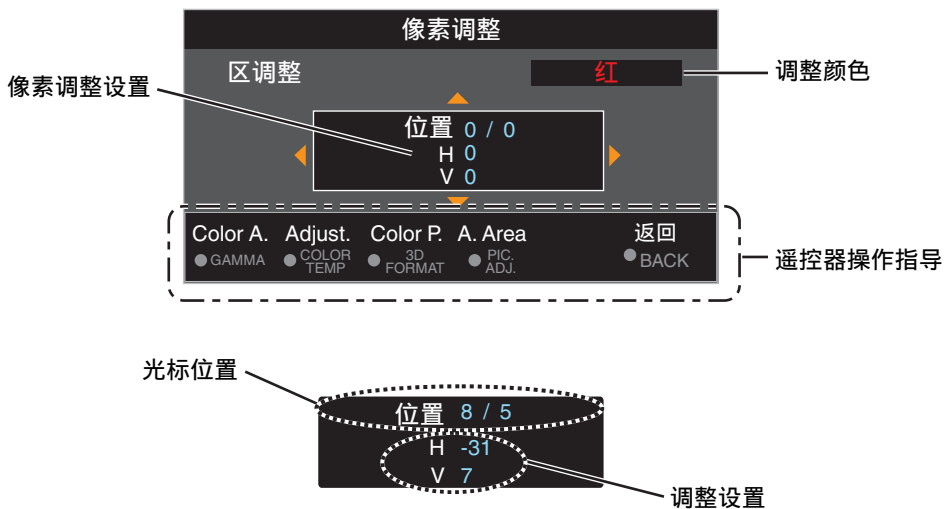 像素调整
区调整
红
调整颜色
像素调整设置
位置 0 / 0
H 0
V 0
Color A. Adjust. Color P. A. Area 返回
GAMMA COLOR TEMP 3D FORMAT PIC. ADJ. BACK
遥控器操作指导
光标位置
位置 8 / 5
H -31
V 7
调整设置